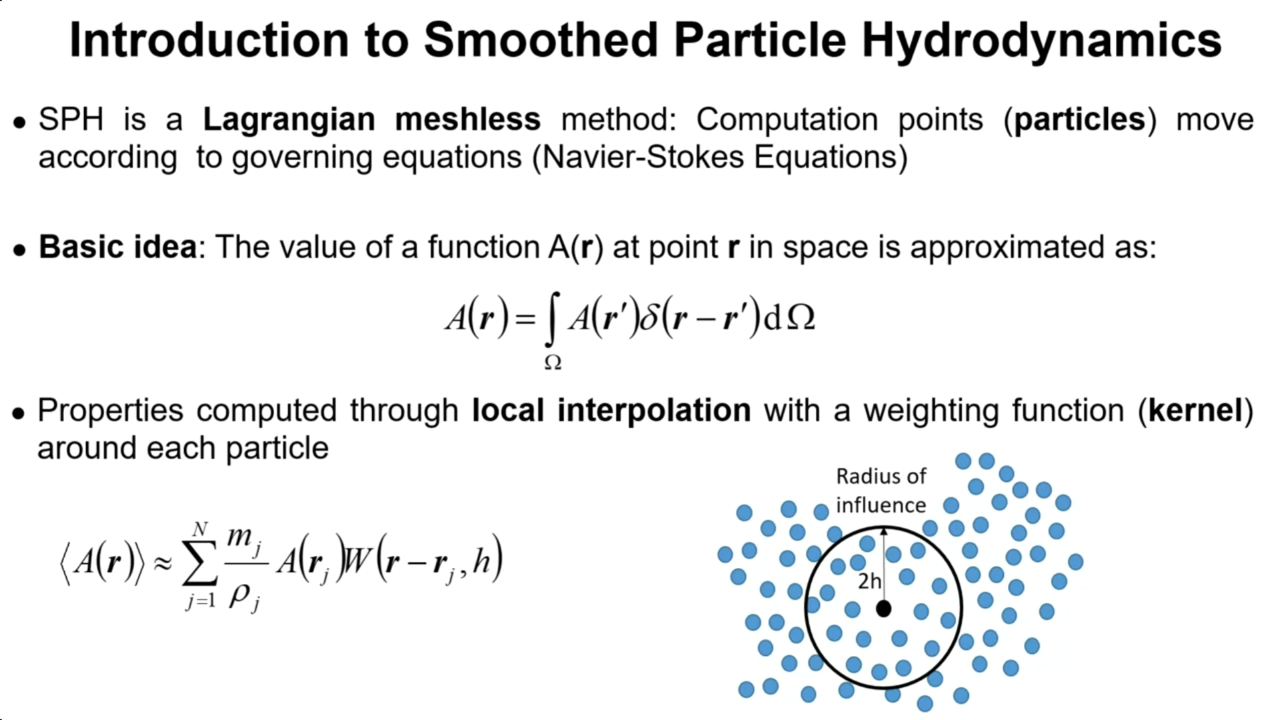 Introduction to Smoothed Particle Hydrodynamics
• SPH is a Lagrangian meshless method: Computation points (particles) move
according to governing equations (Navier-Stokes Equations)
• Basic idea: The value of a function A(r) at point r in space is approximated as:
A(r) = ∫_Ω A(r′)δ(r − r′)dΩ
• Properties computed through local interpolation with a weighting function (kernel)
around each particle
⟨A(r)⟩ ≈ ∑_{j=1}^{N} m_j/ρ_j A(r_j)W(r − r_j, h)
Radius of
influence
2h